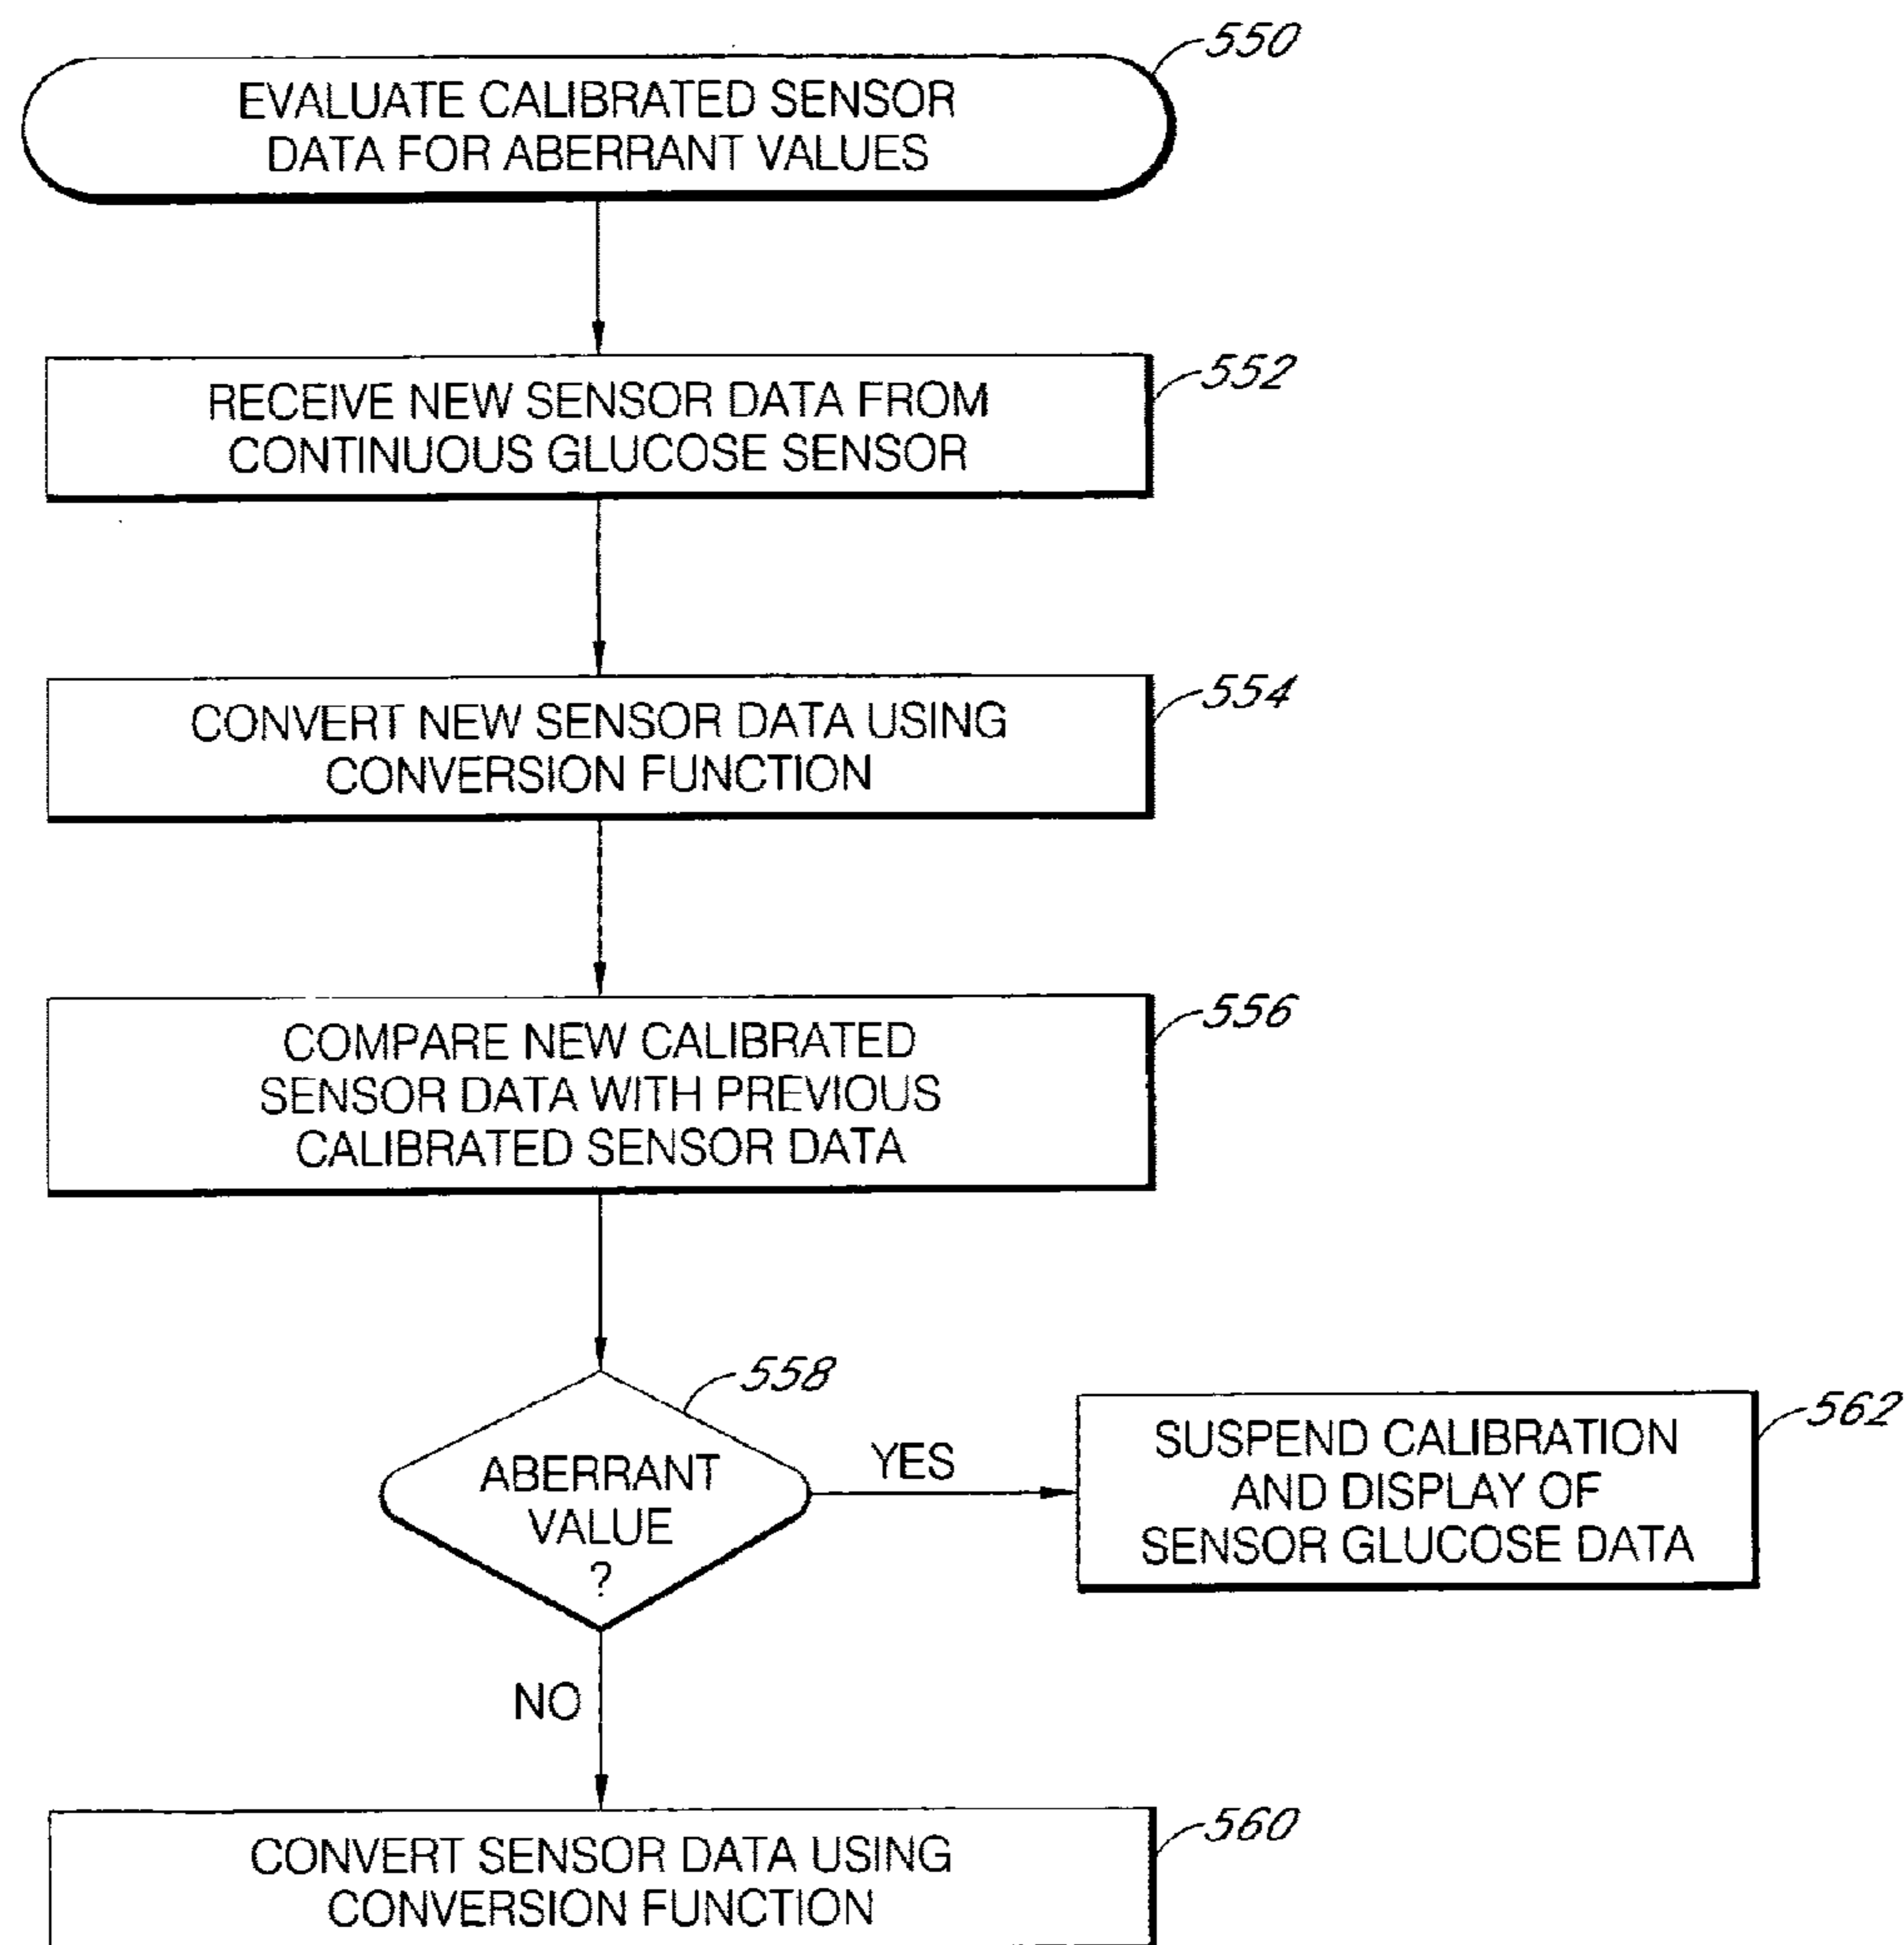 550
EVALUATE CALIBRATED SENSOR
DATA FOR ABERRANT VALUES
552
RECEIVE NEW SENSOR DATA FROM
CONTINUOUS GLUCOSE SENSOR
554
CONVERT NEW SENSOR DATA USING
CONVERSION FUNCTION
556
COMPARE NEW CALIBRATED
SENSOR DATA WITH PREVIOUS
CALIBRATED SENSOR DATA
558
ABERRANT
VALUE
?
YES
562
SUSPEND CALIBRATION
AND DISPLAY OF
SENSOR GLUCOSE DATA
NO
560
CONVERT SENSOR DATA USING
CONVERSION FUNCTION